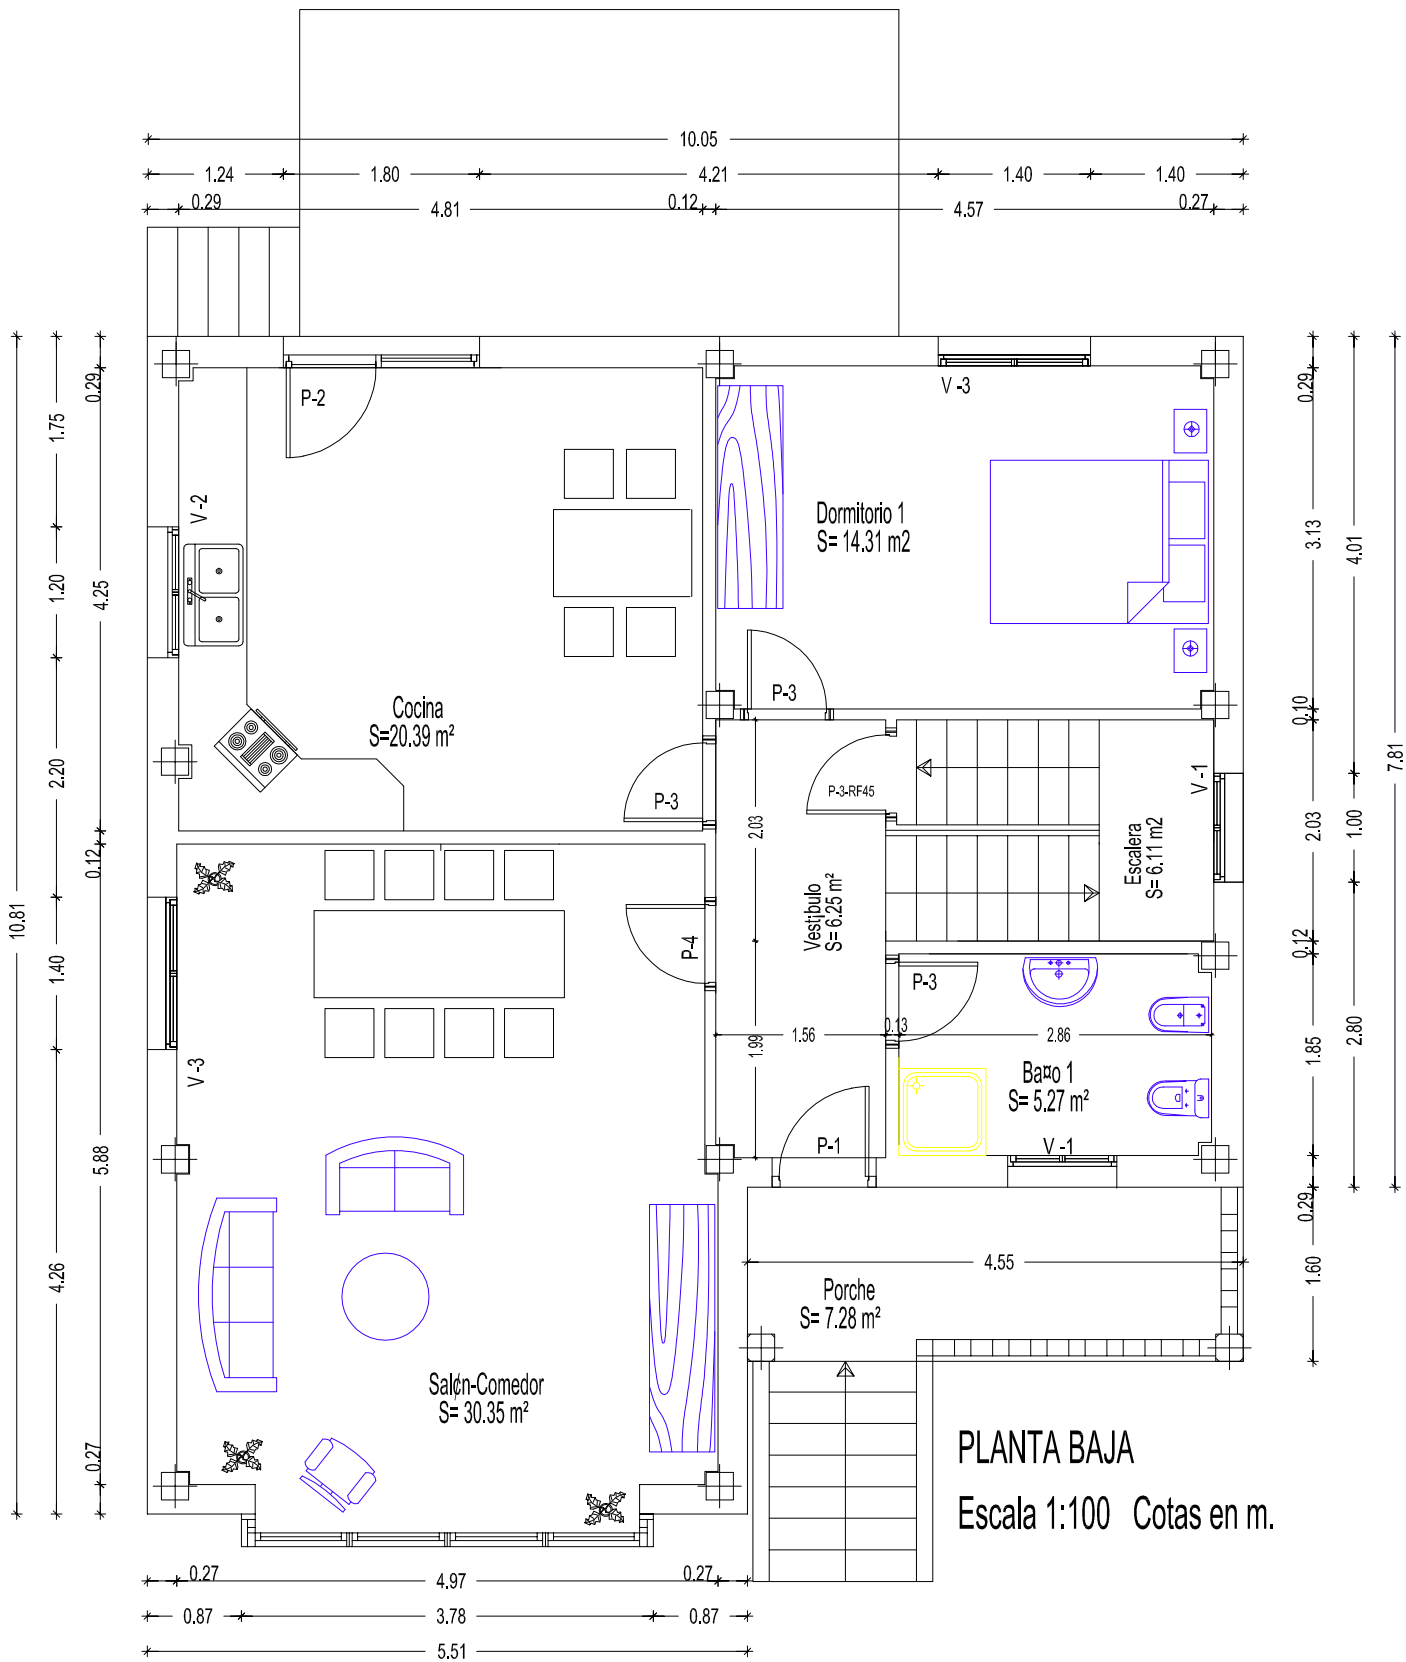 10.05
1.24 1.80 4.21 1.40 1.40
0.29 4.81 0.12 4.57 0.27
10.81
1.75
1.20
2.20
1.40
4.26
0.29
4.25
0.12
5.88
0.27
0.29
3.13
0.10
2.03
0.12
1.85
0.29
1.60
4.01
1.00
2.80
7.81
P-2
V -3
V -2
Dormitorio 1
S= 14.31 m2
P-3
Cocina
S=20.39 m²
P-3
P-3-RF45
2.03
V -1
Escalera
S= 6.11 m2
Vest¡bulo
S= 6.25 m²
P-4
P-3
1.56 0.13 2.86
1.99
V -3
Ba¤o 1
S= 5.27 m²
P-1
V -1
4.55
Porche
S= 7.28 m²
Sal¢n-Comedor
S= 30.35 m²
PLANTA BAJA
Escala 1:100 Cotas en m.
0.27 4.97 0.27
0.87 3.78 0.87
5.51